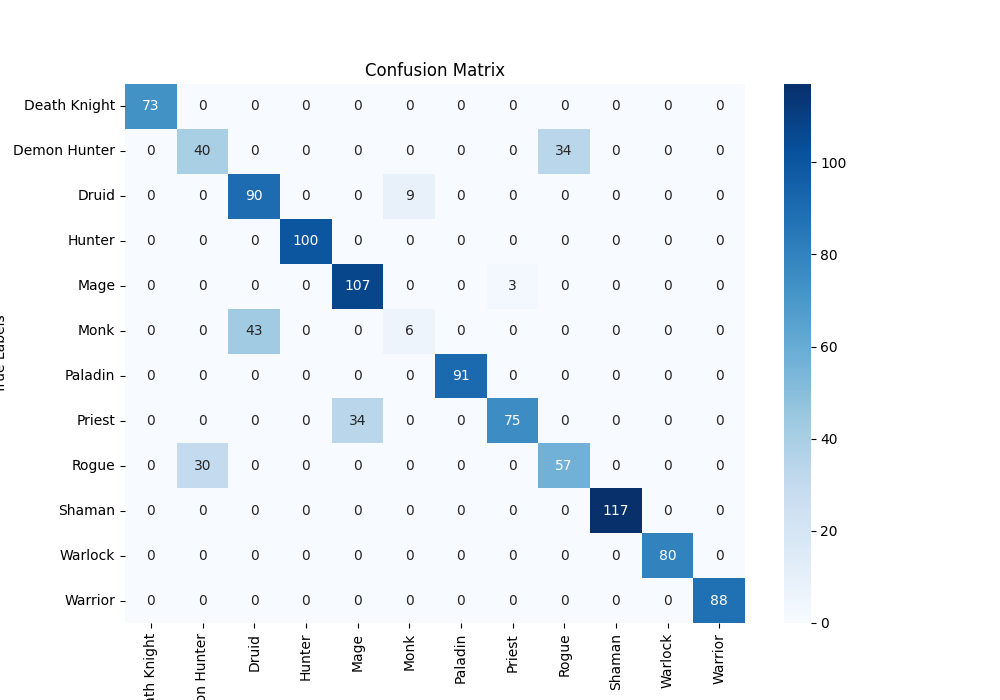 Confusion Matrix
Death Knight 73 0 0 0 0 0 0 0 0 0 0 0
Demon Hunter 0 40 0 0 0 0 0 0 34 0 0 0
Druid 0 0 90 0 0 9 0 0 0 0 0 0
Hunter 0 0 0 100 0 0 0 0 0 0 0 0
Mage 0 0 0 0 107 0 0 3 0 0 0 0
Monk 0 0 43 0 0 6 0 0 0 0 0 0
Paladin 0 0 0 0 0 0 91 0 0 0 0 0
Priest 0 0 0 0 34 0 0 75 0 0 0 0
Rogue 0 30 0 0 0 0 0 0 57 0 0 0
Shaman 0 0 0 0 0 0 0 0 0 117 0 0
Warlock 0 0 0 0 0 0 0 0 0 0 80 0
Warrior 0 0 0 0 0 0 0 0 0 0 0 88
ath Knight
on Hunter
Druid
Hunter
Mage
Monk
Paladin
Priest
Rogue
Shaman
Warlock
Warrior
100
80
60
40
20
0